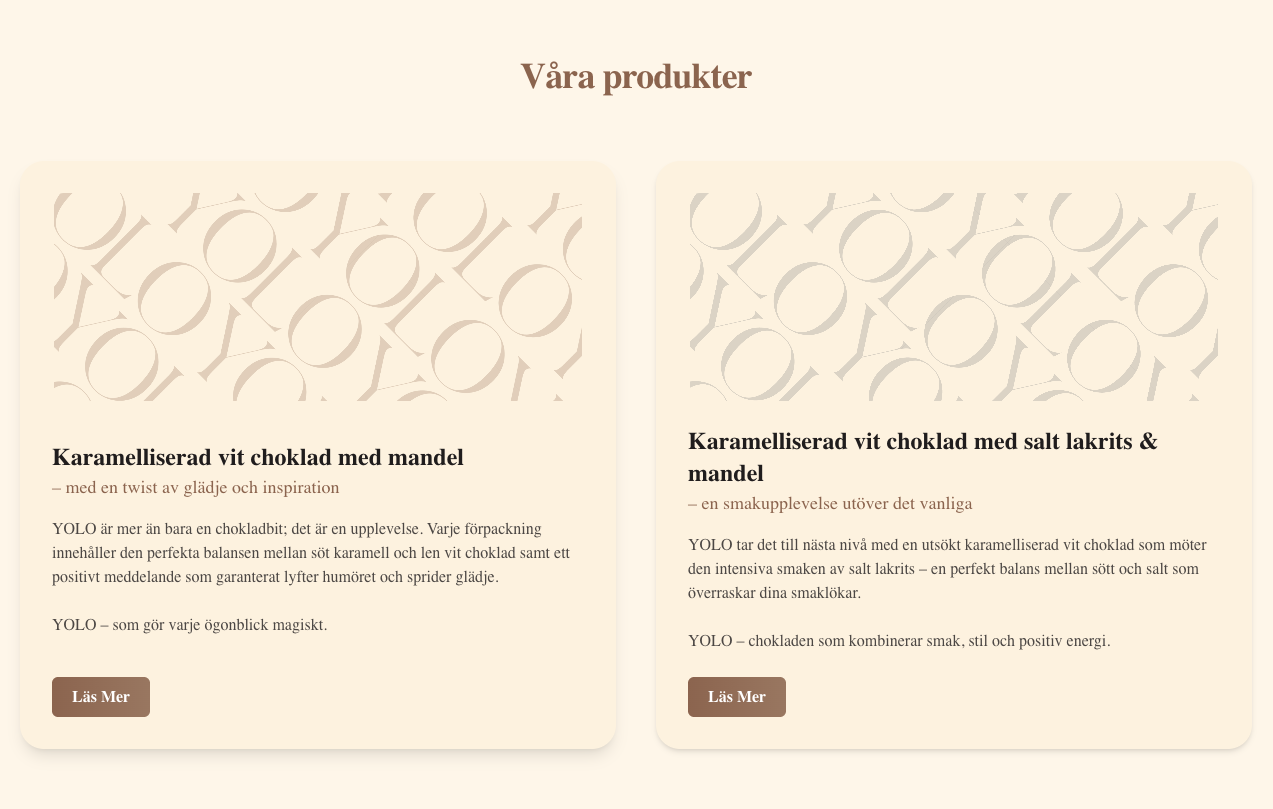 Våra produkter
Karamelliserad vit choklad med mandel
– med en twist av glädje och inspiration
YOLO är mer än bara en chokladbit; det är en upplevelse. Varje förpackning
innehåller den perfekta balansen mellan söt karamell och len vit choklad samt ett
positivt meddelande som garanterat lyfter humöret och sprider glädje.
YOLO – som gör varje ögonblick magiskt.
Läs Mer
Karamelliserad vit choklad med salt lakrits &
mandel
– en smakupplevelse utöver det vanliga
YOLO tar det till nästa nivå med en utsökt karamelliserad vit choklad som möter
den intensiva smaken av salt lakrits – en perfekt balans mellan sött och salt som
överraskar dina smaklökar.
YOLO – chokladen som kombinerar smak, stil och positiv energi.
Läs Mer